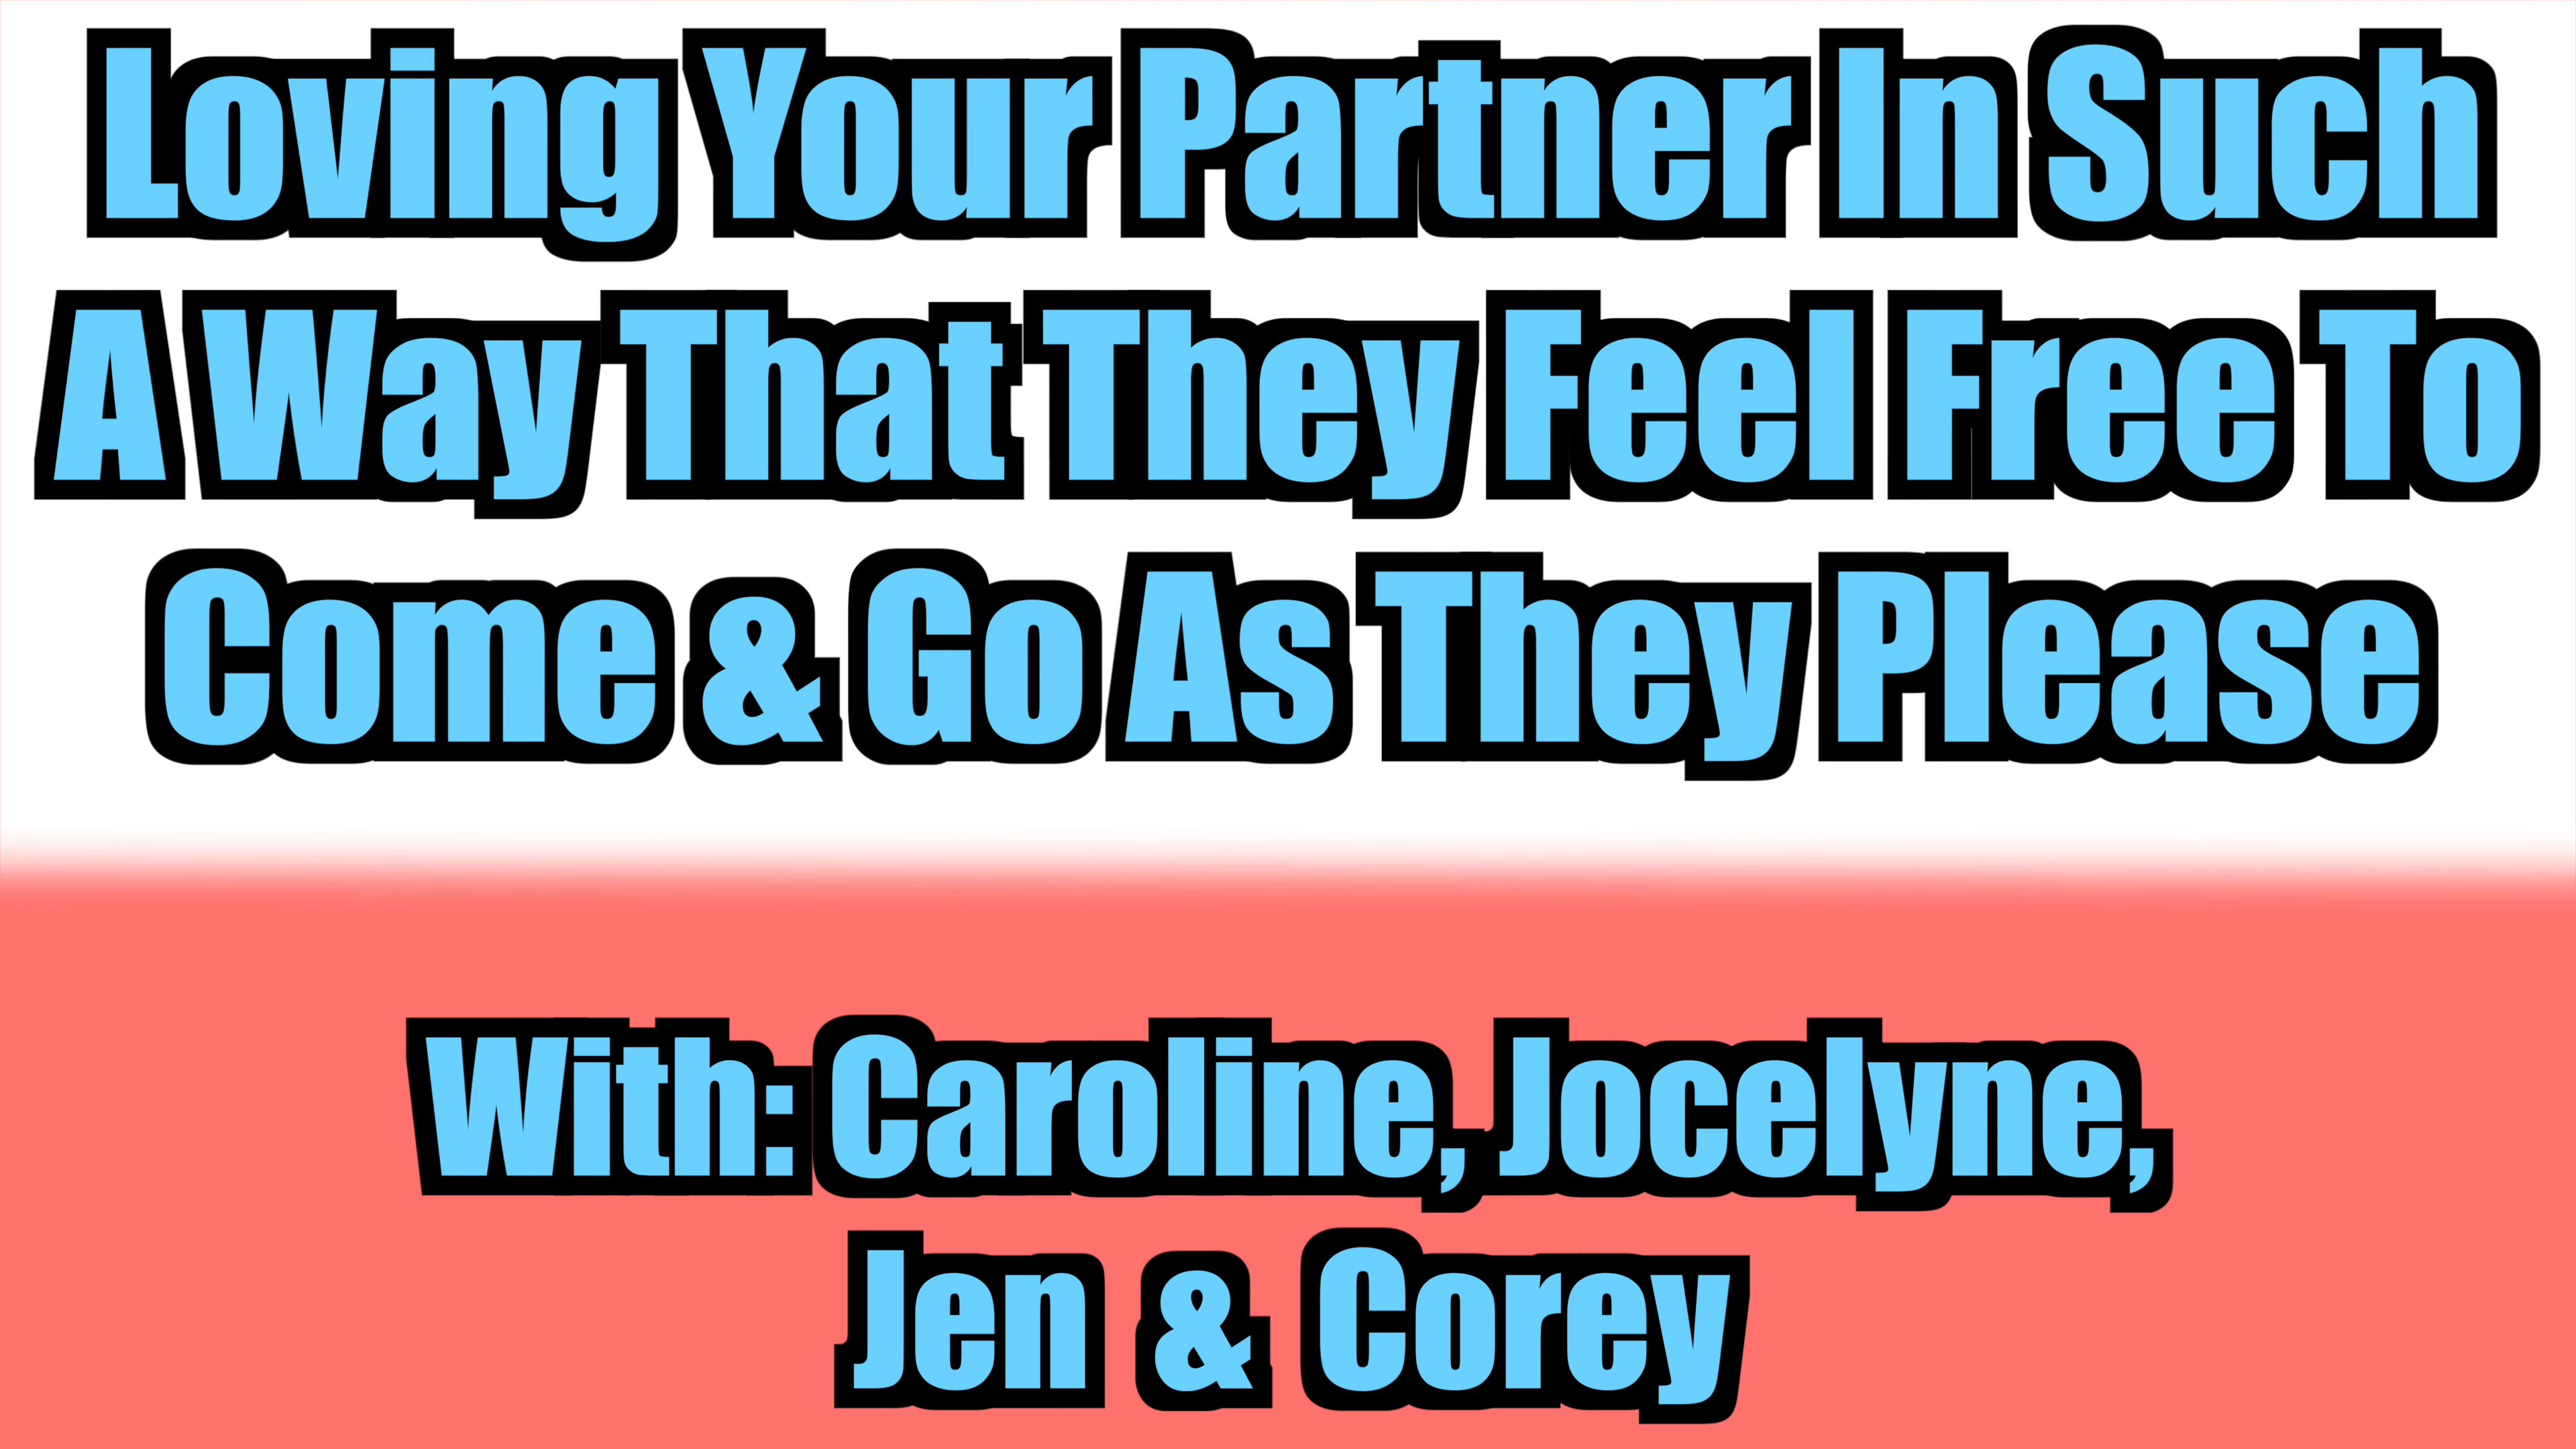 Loving Your Partner In Such
A Way That They Feel Free To
Come & Go As They Please
With: Caroline, Jocelyne,
Jen & Corey